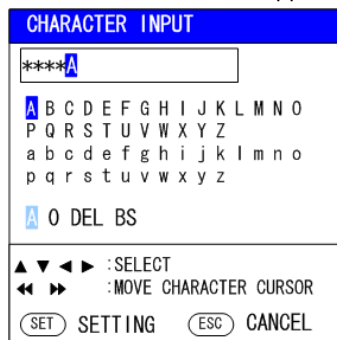 CHARACTER INPUT
****A
A B C D E F G H I J K L M N O
P Q R S T U V W X Y Z
a b c d e f g h i j k l m n o
p q r s t u v w x y z
A 0 DEL BS
▲ ▼ ◀ ▶ :SELECT
◀◀ ▶▶ :MOVE CHARACTER CURSOR
SET SETTING ESC CANCEL